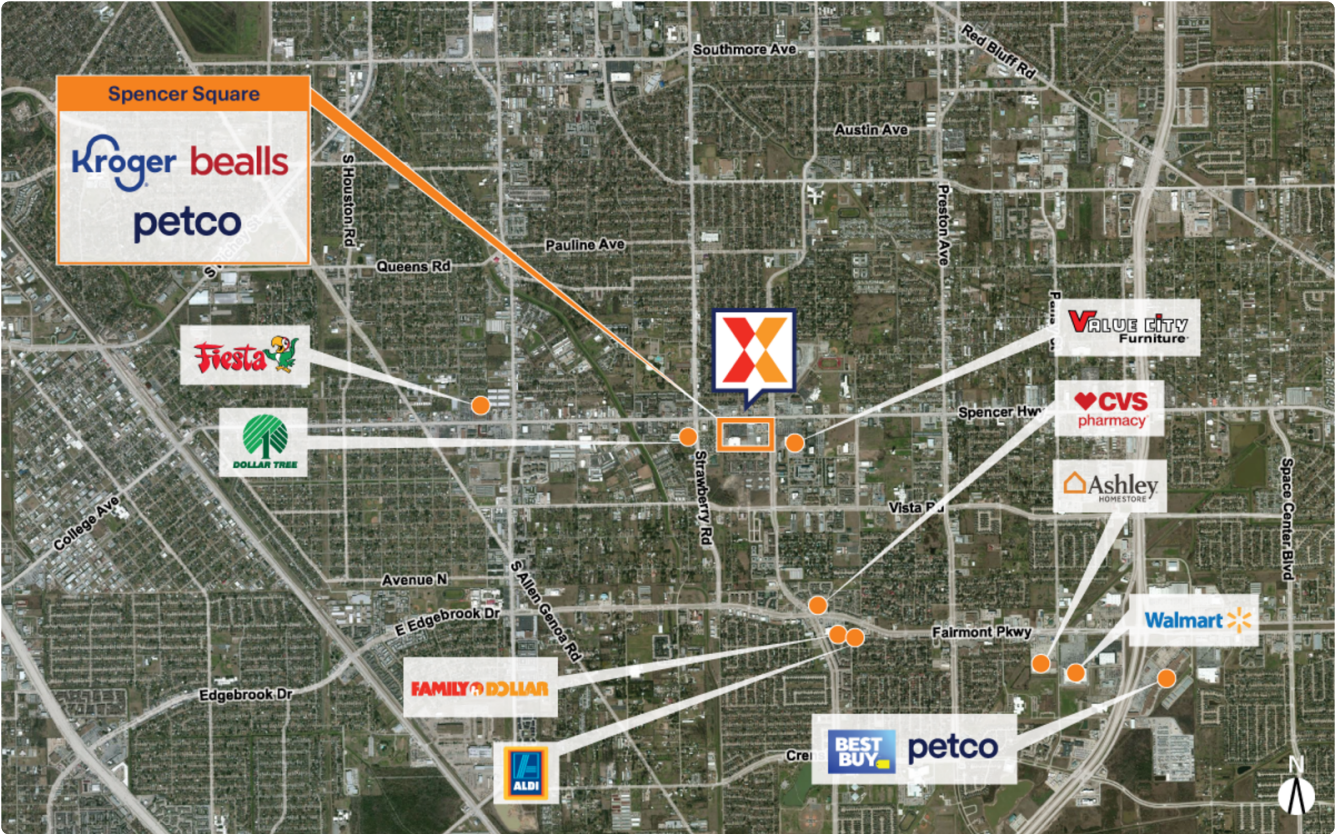 Southmore Ave
Red Bluff Rd
Spencer Square
Kroger bealls
petco
Austin Ave
S Houston Rd
Preston Ave
Pauline Ave
Queens Rd
VALUE CITY
Furniture
Fiesta
CVS
pharmacy
Spencer Hwy
DOLLAR TREE
Strawberry Rd
Ashley
HOMESTORE
Space Center Blvd
College Ave
Avenue N
S Allen Genoa Rd
E Edgebrook Dr
Fairmont Pkwy
Walmart
FAMILY DOLLAR
Edgebrook Dr
BEST
BUY
petco
ALDI
N